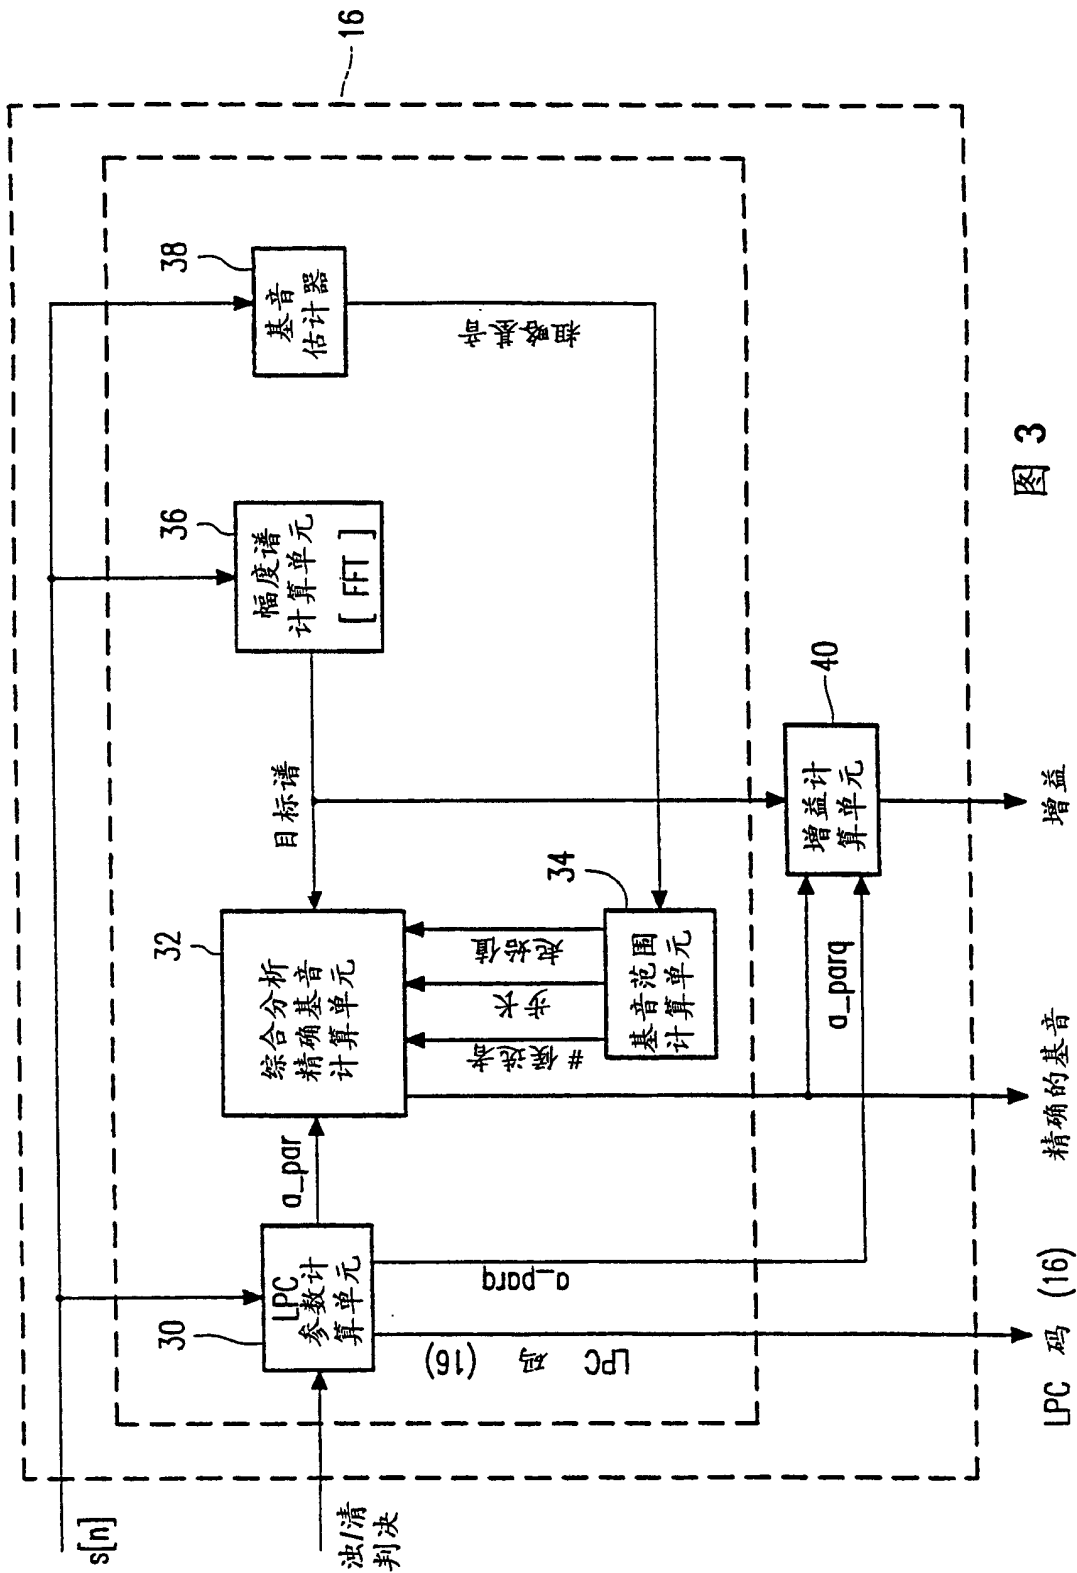 16
s[n]
浊/清
判决
30
LPC
参数计
算单元
a_par
32
综合分析
精确基音
计算单元
目标谱
36
幅度谱
计算单元
[ FFT ]
38
基音
估计器
粗略基音
#候选者
步长
起始值
34
基音范围
计算单元
LPC 码 (16)
a_parq
a_parq
40
增益计
算单元
LPC 码 (16)
精确的基音
增益
图 3